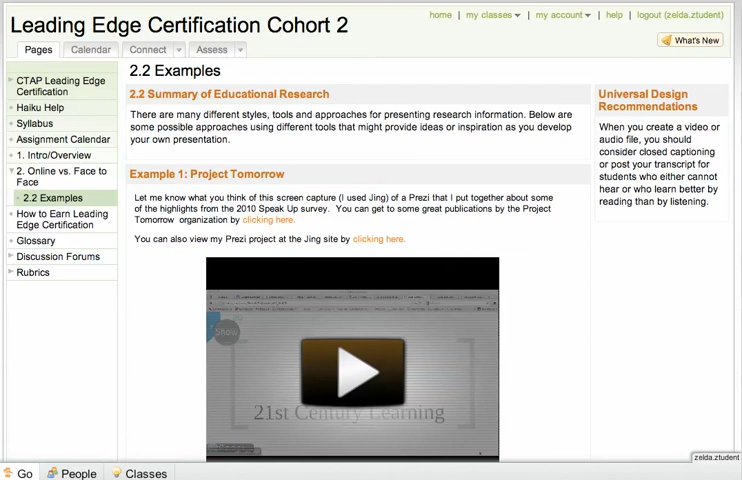 Leading Edge Certification Cohort 2
home | my classes | my account | help | logout (zelda.ztudent)
What's New
Pages Calendar Connect Assess
CTAP Leading Edge
Certification
Haiku Help
Syllabus
Assignment Calendar
1. Intro/Overview
2. Online vs. Face to
Face
2.2 Examples
How to Earn Leading
Edge Certification
Glossary
Discussion Forums
Rubrics
2.2 Examples
2.2 Summary of Educational Research
There are many different styles, tools and approaches for presenting research information. Below are
some possible approaches using different tools that might provide ideas or inspiration as you develop
your own presentation.
Example 1: Project Tomorrow
Let me know what you think of this screen capture (I used Jing) of a Prezi that I put together about some
of the highlights from the 2010 Speak Up survey. You can get to some great publications by the Project
Tomorrow organization by clicking here.
You can also view my Prezi project at the Jing site by clicking here.
Show
21st Century Learning
Universal Design
Recommendations
When you create a video or
audio file, you should
consider closed captioning
or post your transcript for
students who either cannot
hear or who learn better by
reading than by listening.
zelda.ztudent
Go People Classes